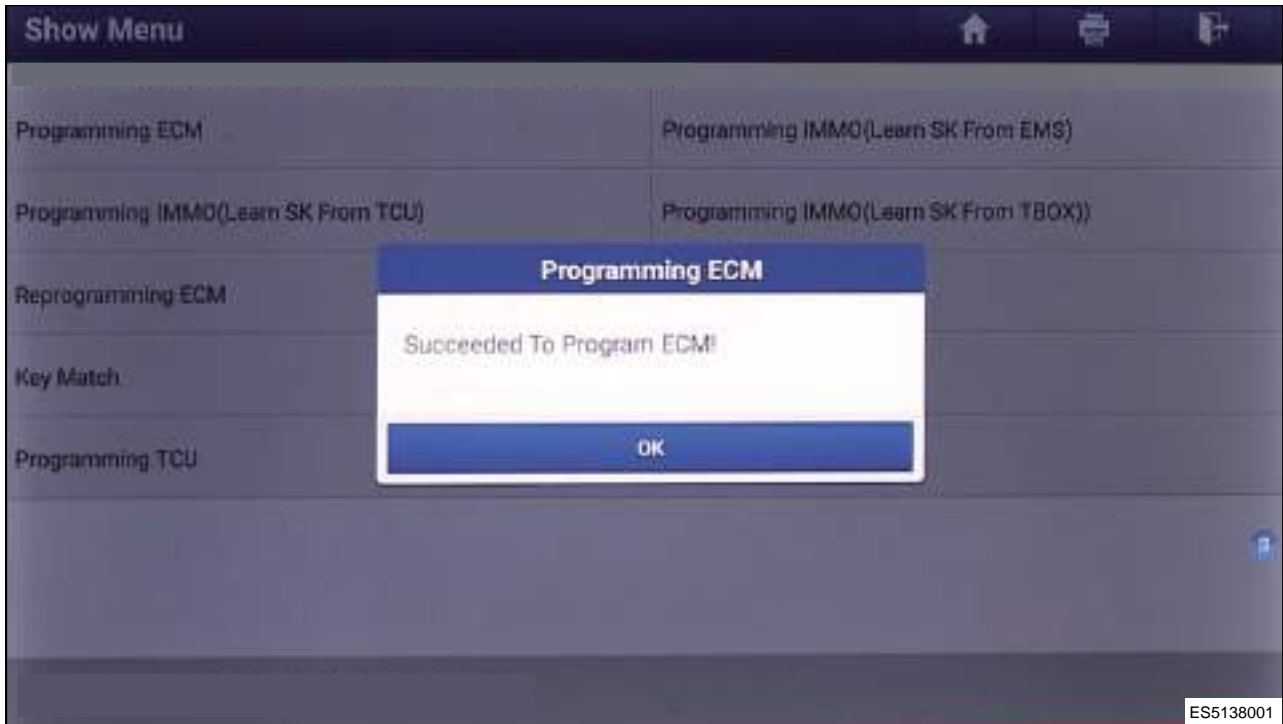 Show Menu
Programming ECM
Programming IMMO(Learn SK From EMS)
Programming IMMO(Learn SK From TCU)
Programming IMMO(Learn SK From TBOX))
Programming ECM
Reprogramming ECM
Succeeded To Program ECM!
Key Match
OK
Programming TCU
ES5138001